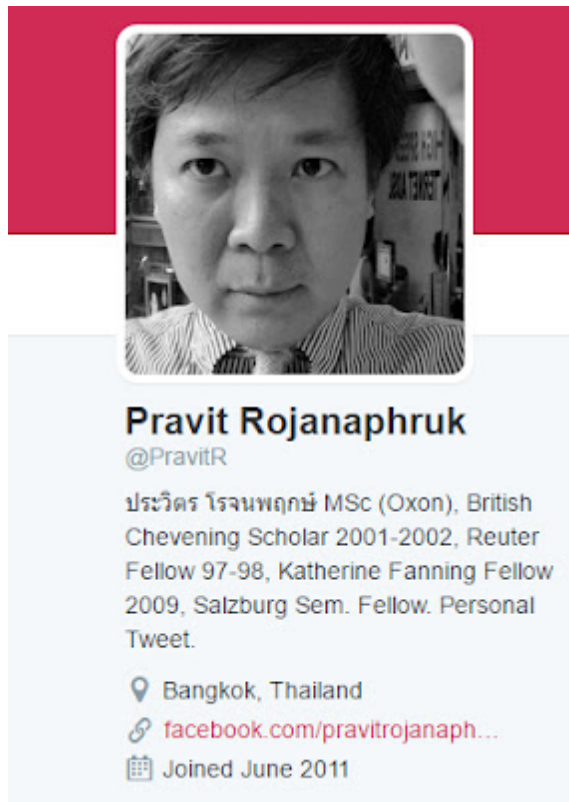 HIGH SPEED
Pravit Rojanaphruk
@PravitR
ประวิตร โรจนพฤกษ์ MSc (Oxon), British
Chevening Scholar 2001-2002, Reuter
Fellow 97-98, Katherine Fanning Fellow
2009, Salzburg Sem. Fellow. Personal
Tweet.
Bangkok, Thailand
facebook.com/pravitrojanaph...
Joined June 2011